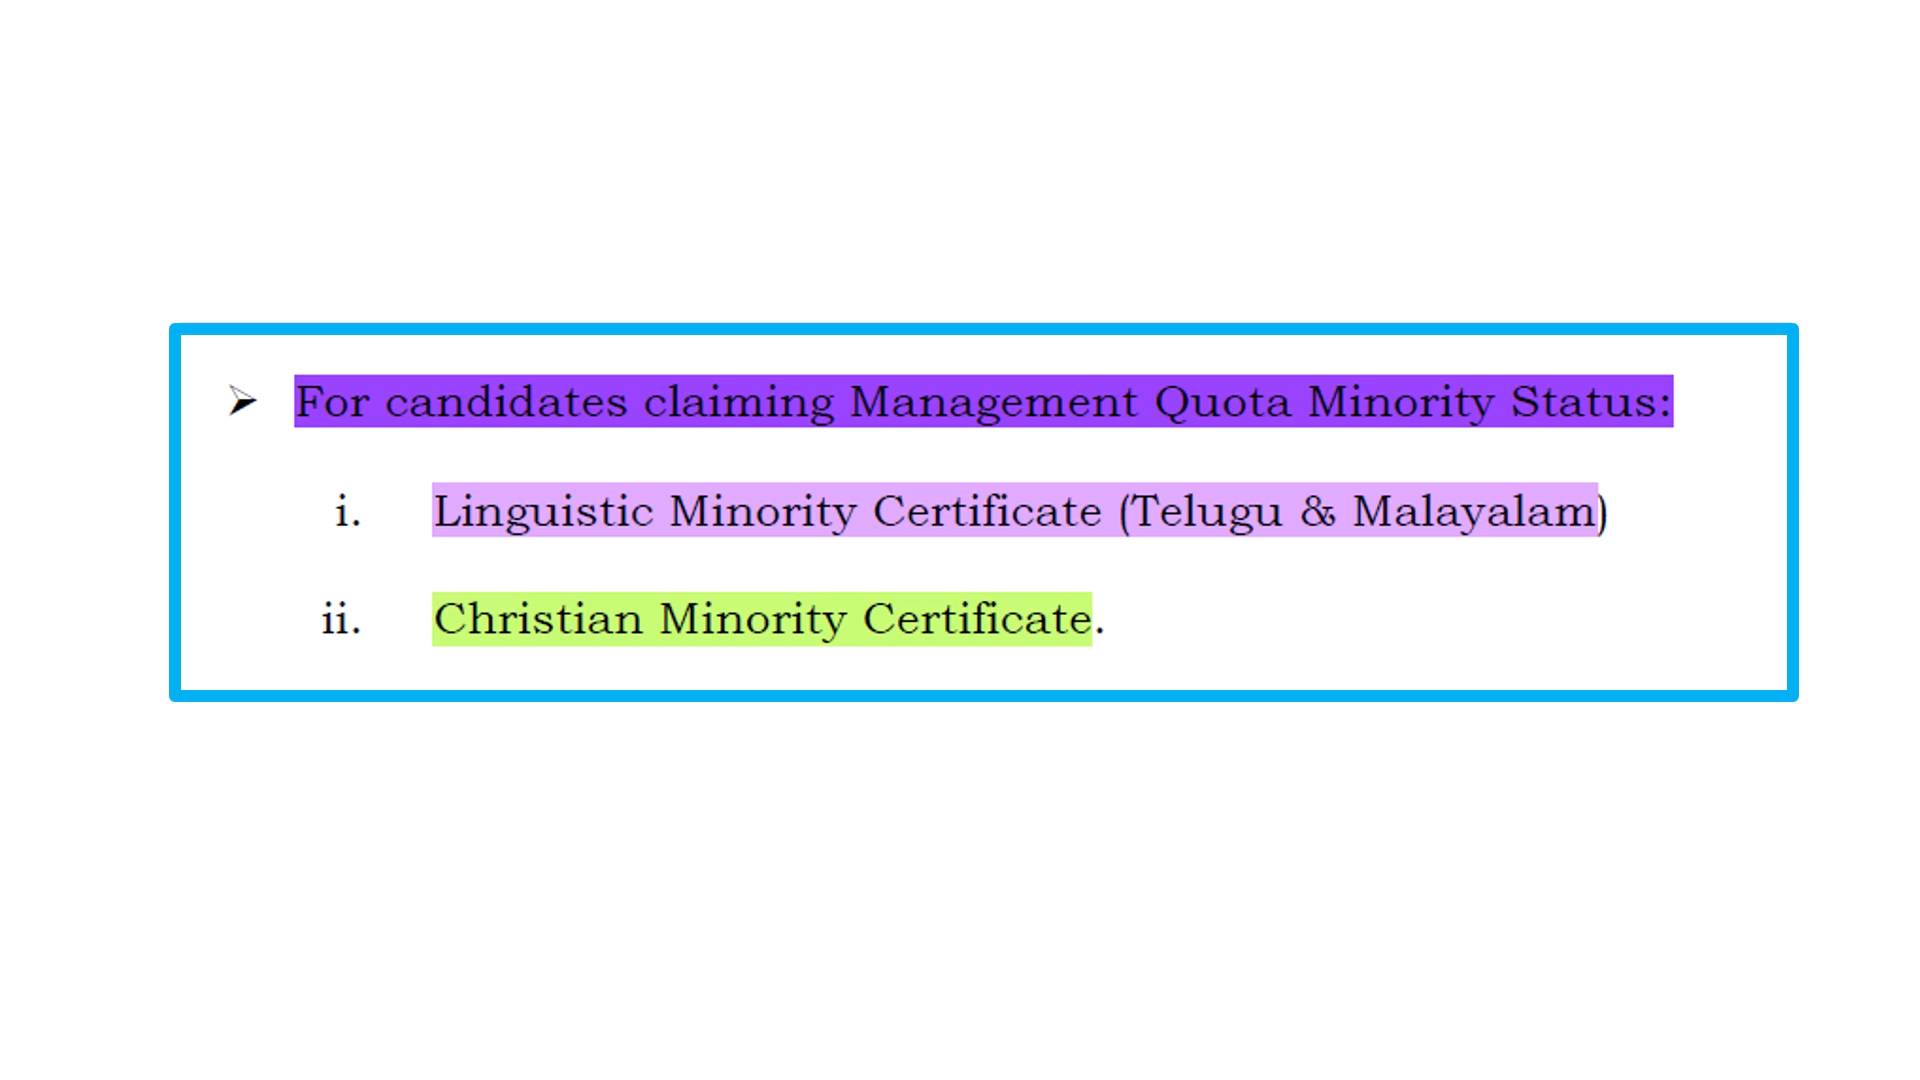 ➢ For candidates claiming Management Quota Minority Status:
i. Linguistic Minority Certificate (Telugu & Malayalam)
ii. Christian Minority Certificate.